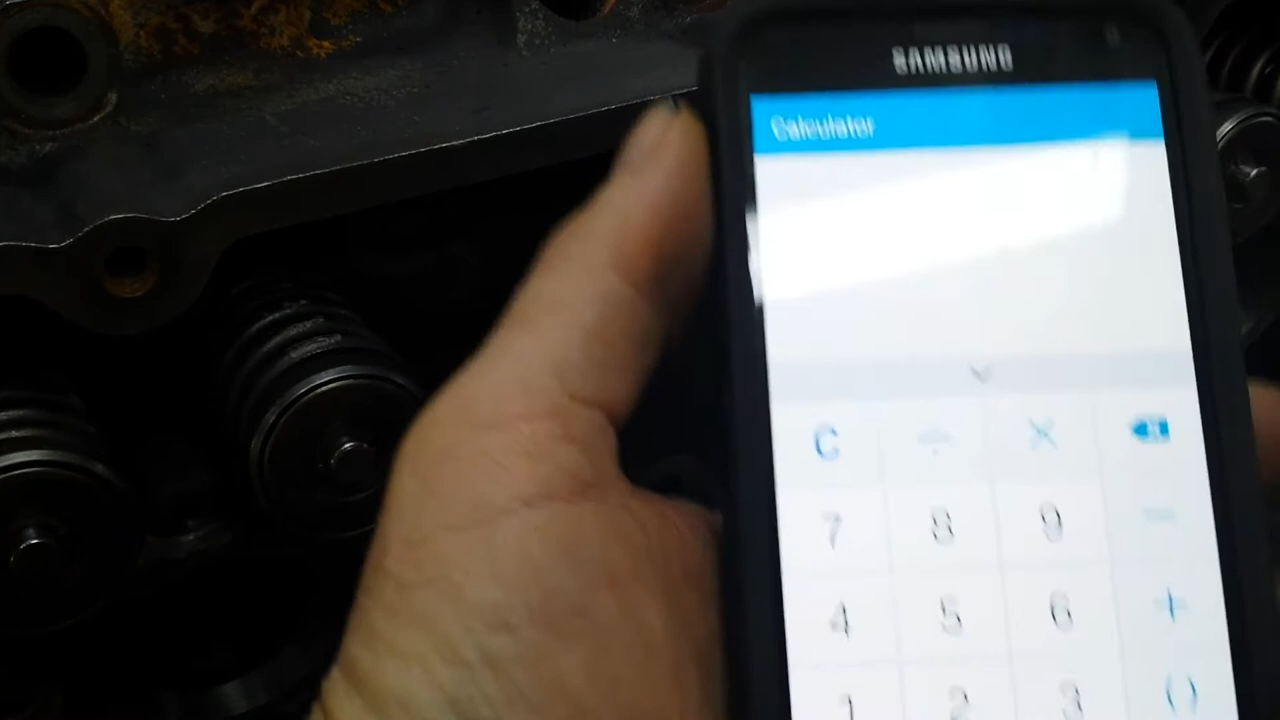 SAMSUNG
Calculator
C ÷ ×
7 8 9 −
4 5 6 +
1 2 3 ()